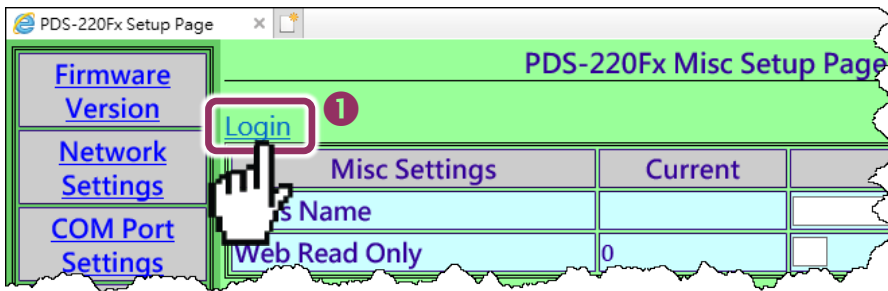 PDS-220Fx Setup Page
PDS-220Fx Misc Setup Page
Firmware
Version
Network
Settings
COM Port
Settings
Login
1
Misc Settings Current
Name
Web Read Only 0